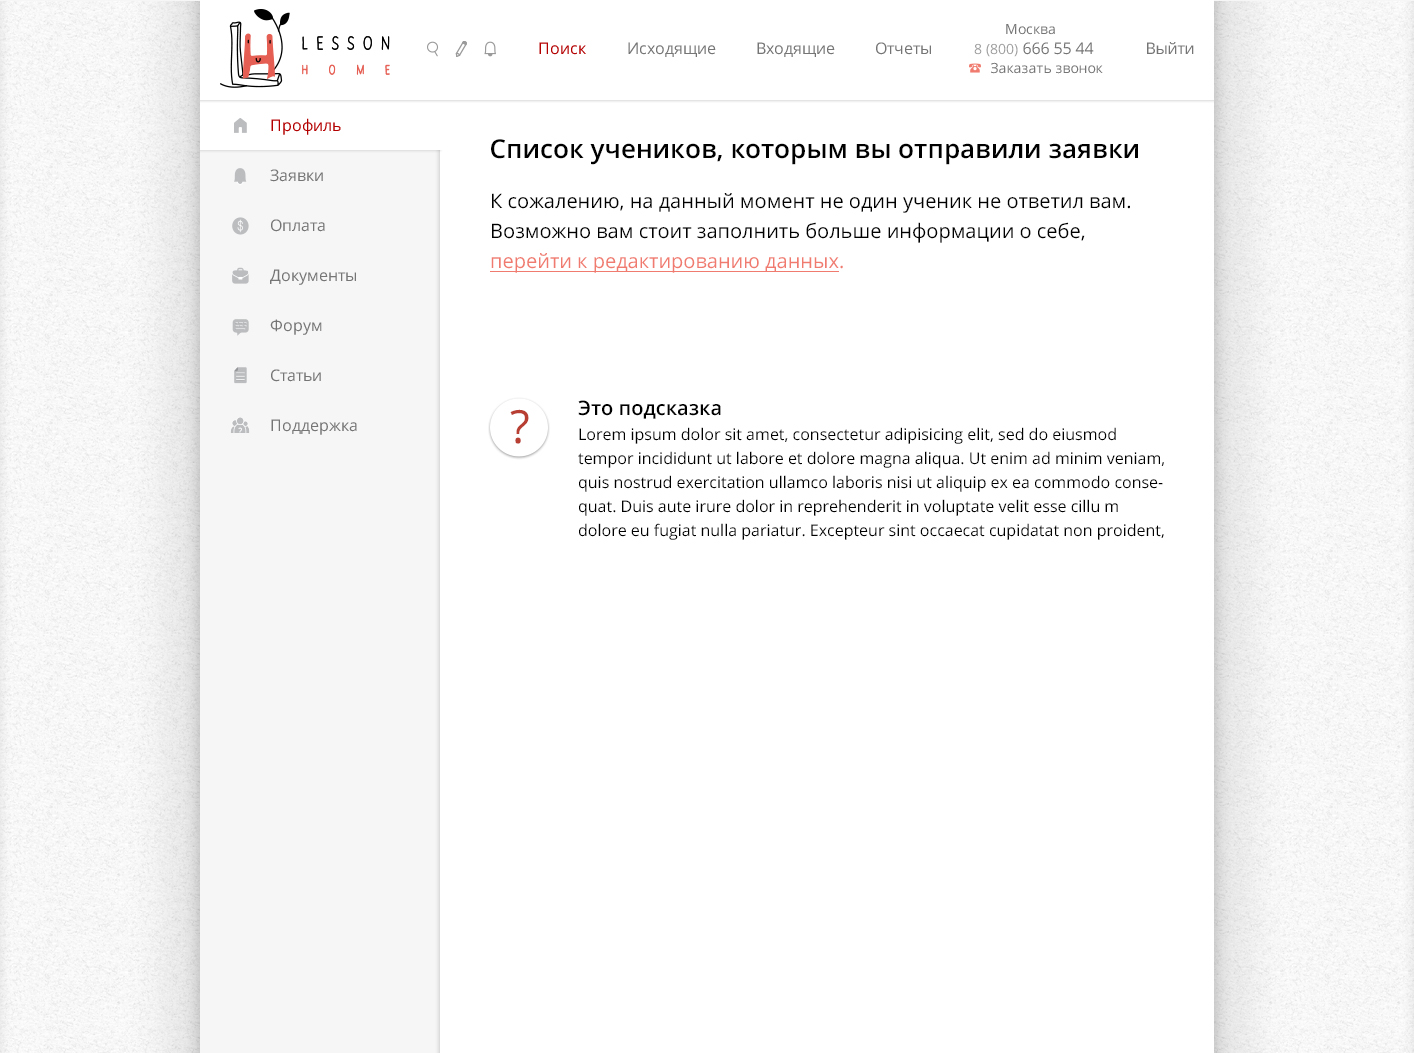 LESSON
HOME
Поиск
Исходящие
Входящие
Отчеты
Москва
8 (800) 666 55 44
Заказать звонок
Выйти
Профиль
Заявки
Оплата
Документы
Форум
Статьи
Поддержка
Список учеников, которым вы отправили заявки
К сожалению, на данный момент не один ученик не ответил вам.
Возможно вам стоит заполнить больше информации о себе,
перейти к редактированию данных.
?
Это подсказка
Lorem ipsum dolor sit amet, consectetur adipisicing elit, sed do eiusmod
tempor incididunt ut labore et dolore magna aliqua. Ut enim ad minim veniam,
quis nostrud exercitation ullamco laboris nisi ut aliquip ex ea commodo conse-
quat. Duis aute irure dolor in reprehenderit in voluptate velit esse cillu m
dolore eu fugiat nulla pariatur. Excepteur sint occaecat cupidatat non proident,